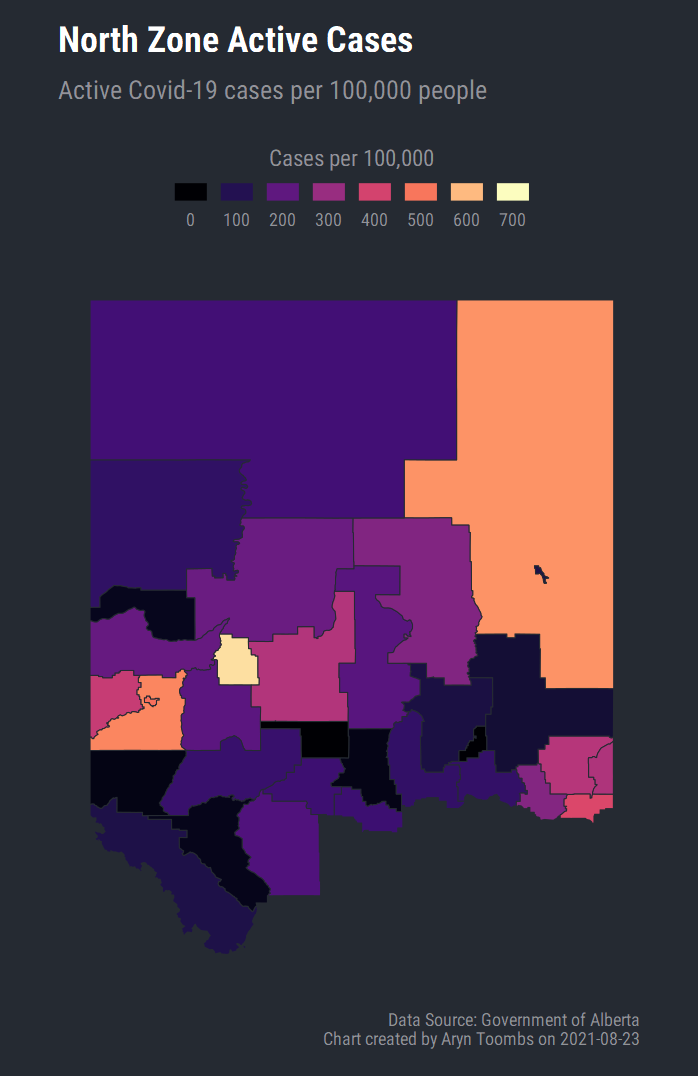 North Zone Active Cases
Active Covid-19 cases per 100,000 people
Cases per 100,000
0 100 200 300 400 500 600 700
Data Source: Government of Alberta
Chart created by Aryn Toombs on 2021-08-23